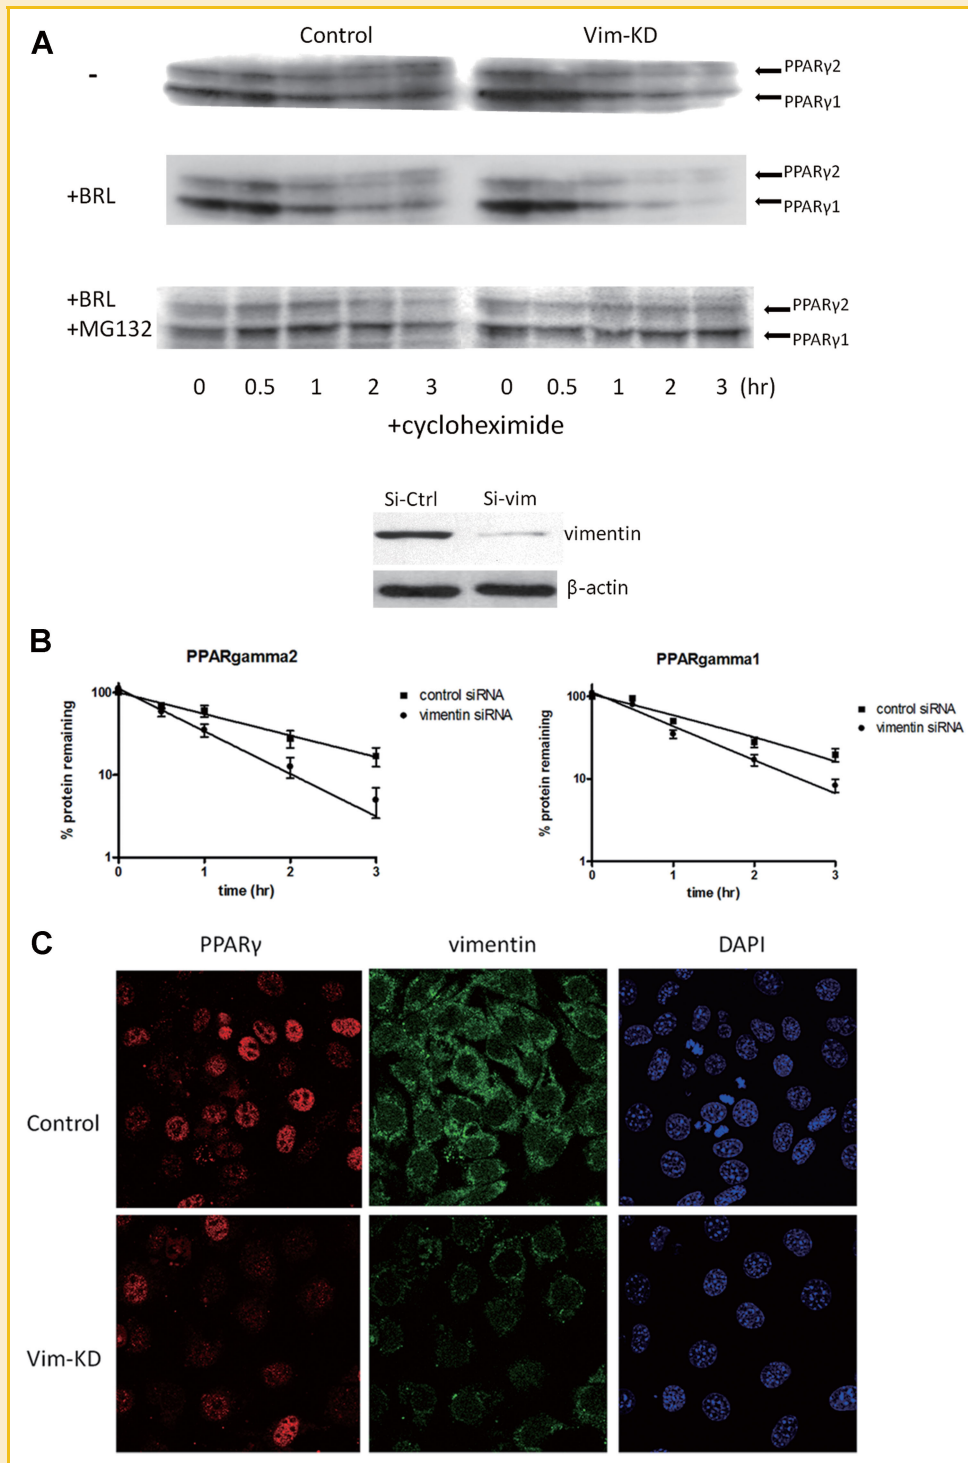 A
Control Vim-KD
-
PPARγ2
PPARγ1
+BRL
PPARγ2
PPARγ1
+BRL
+MG132
PPARγ2
PPARγ1
0 0.5 1 2 3 0 0.5 1 2 3 (hr)
+cycloheximide
Si-Ctrl Si-vim
vimentin
β-actin
B
PPARgamma2
% protein remaining
100
10
1
0 1 2 3
time (hr)
control siRNA
vimentin siRNA
PPARgamma1
% protein remaining
100
10
1
0 1 2 3
time (hr)
control siRNA
vimentin siRNA
C
PPARγ vimentin DAPI
Control
Vim-KD